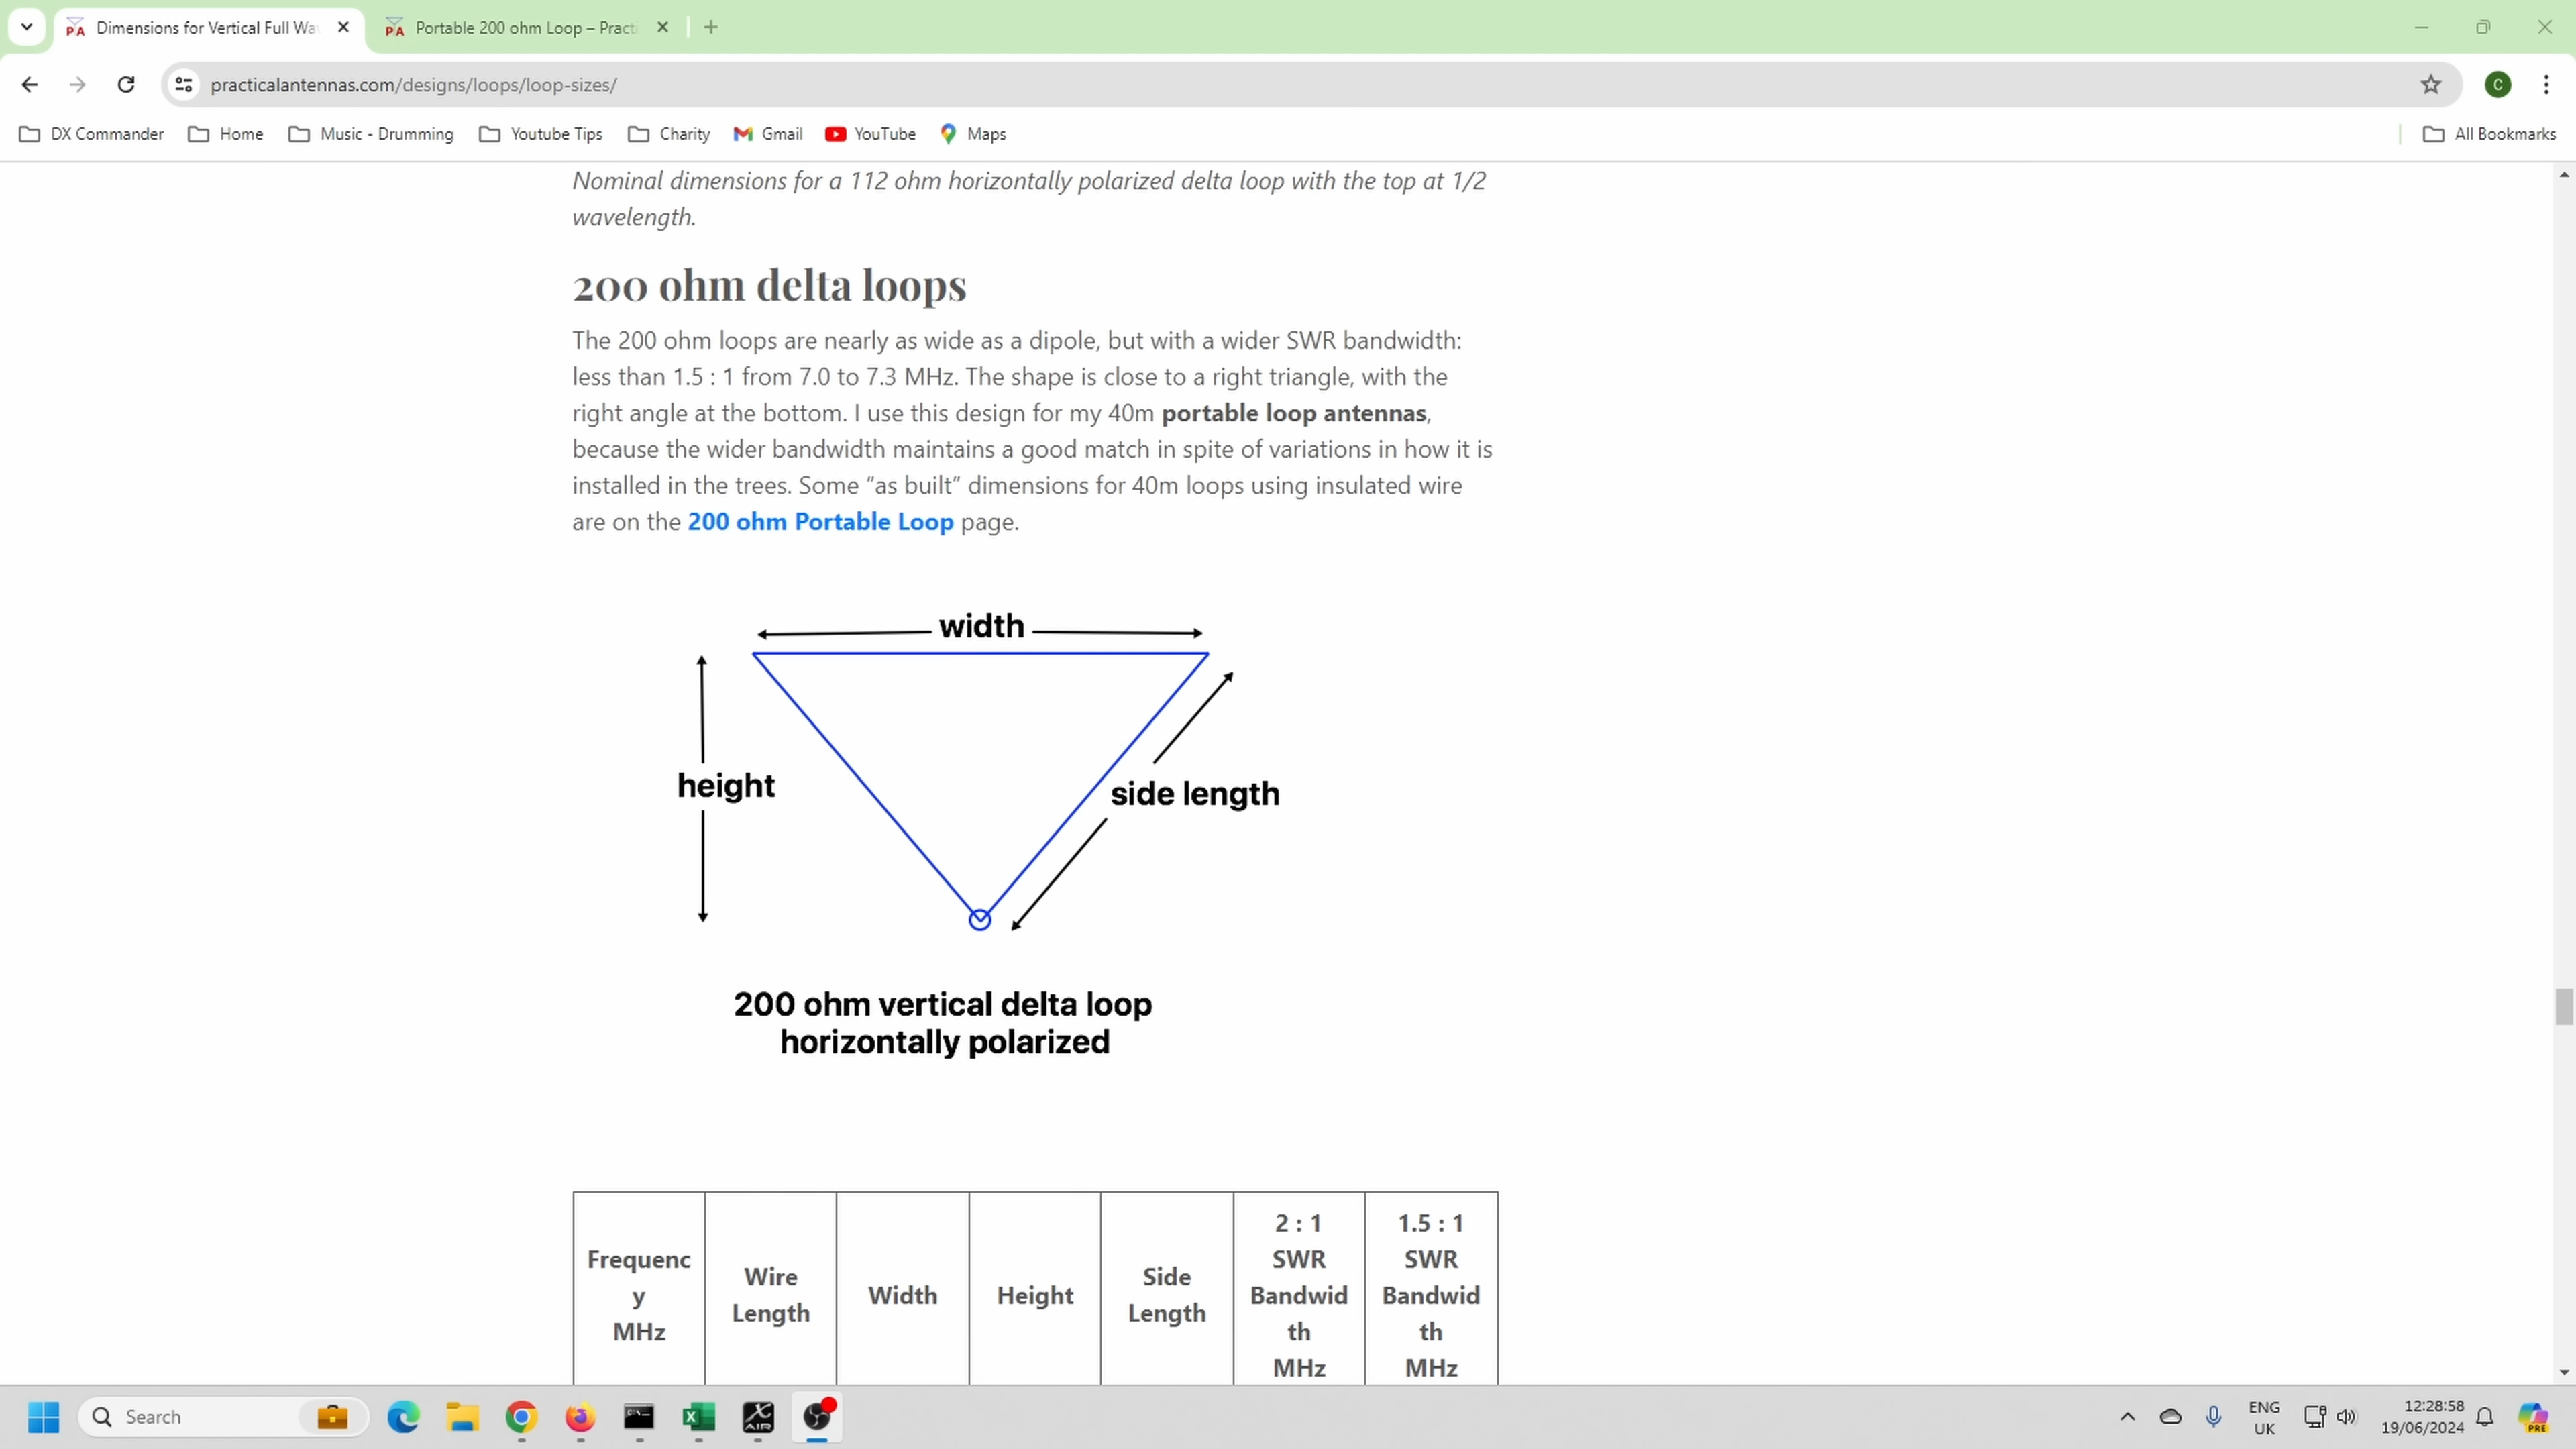 Dimensions for Vertical Full Wa
Portable 200 ohm Loop – Practi
practicalantennas.com/designs/loops/loop-sizes/
C
DX Commander
Home
Music - Drumming
Youtube Tips
Charity
Gmail
YouTube
Maps
All Bookmarks
Nominal dimensions for a 112 ohm horizontally polarized delta loop with the top at 1/2
wavelength.
200 ohm delta loops
The 200 ohm loops are nearly as wide as a dipole, but with a wider SWR bandwidth:
less than 1.5 : 1 from 7.0 to 7.3 MHz. The shape is close to a right triangle, with the
right angle at the bottom. I use this design for my 40m portable loop antennas,
because the wider bandwidth maintains a good match in spite of variations in how it is
installed in the trees. Some “as built” dimensions for 40m loops using insulated wire
are on the 200 ohm Portable Loop page.
width
height
side length
200 ohm vertical delta loop
horizontally polarized
Frequenc
y
MHz
Wire
Length
Width
Height
Side
Length
2 : 1
SWR
Bandwid
th
MHz
1.5 : 1
SWR
Bandwid
th
MHz
Search
AIR
ENG
UK
12:28:58
19/06/2024
PRE